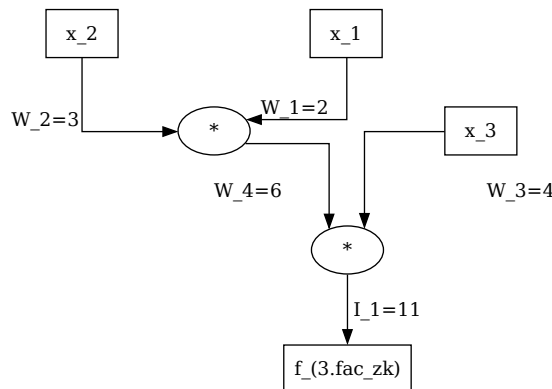 x_2
x_1
W_2=3
*
W_1=2
x_3
W_4=6
W_3=4
*
I_1=11
f_(3.fac_zk)